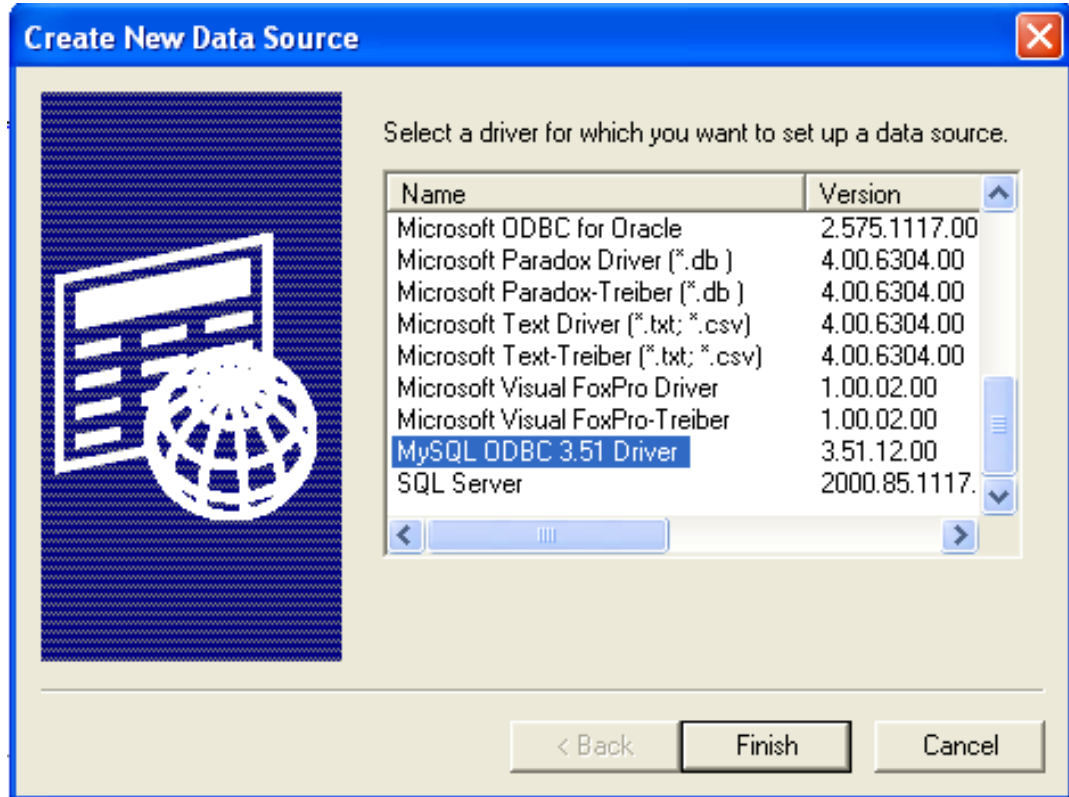 Create New Data Source
Select a driver for which you want to set up a data source.
Name Version
Microsoft ODBC for Oracle 2.575.1117.00
Microsoft Paradox Driver (*.db ) 4.00.6304.00
Microsoft Paradox-Treiber (*.db ) 4.00.6304.00
Microsoft Text Driver (*.txt; *.csv) 4.00.6304.00
Microsoft Text-Treiber (*.txt; *.csv) 4.00.6304.00
Microsoft Visual FoxPro Driver 1.00.02.00
Microsoft Visual FoxPro-Treiber 1.00.02.00
MySQL ODBC 3.51 Driver 3.51.12.00
SQL Server 2000.85.1117.
< Back Finish Cancel